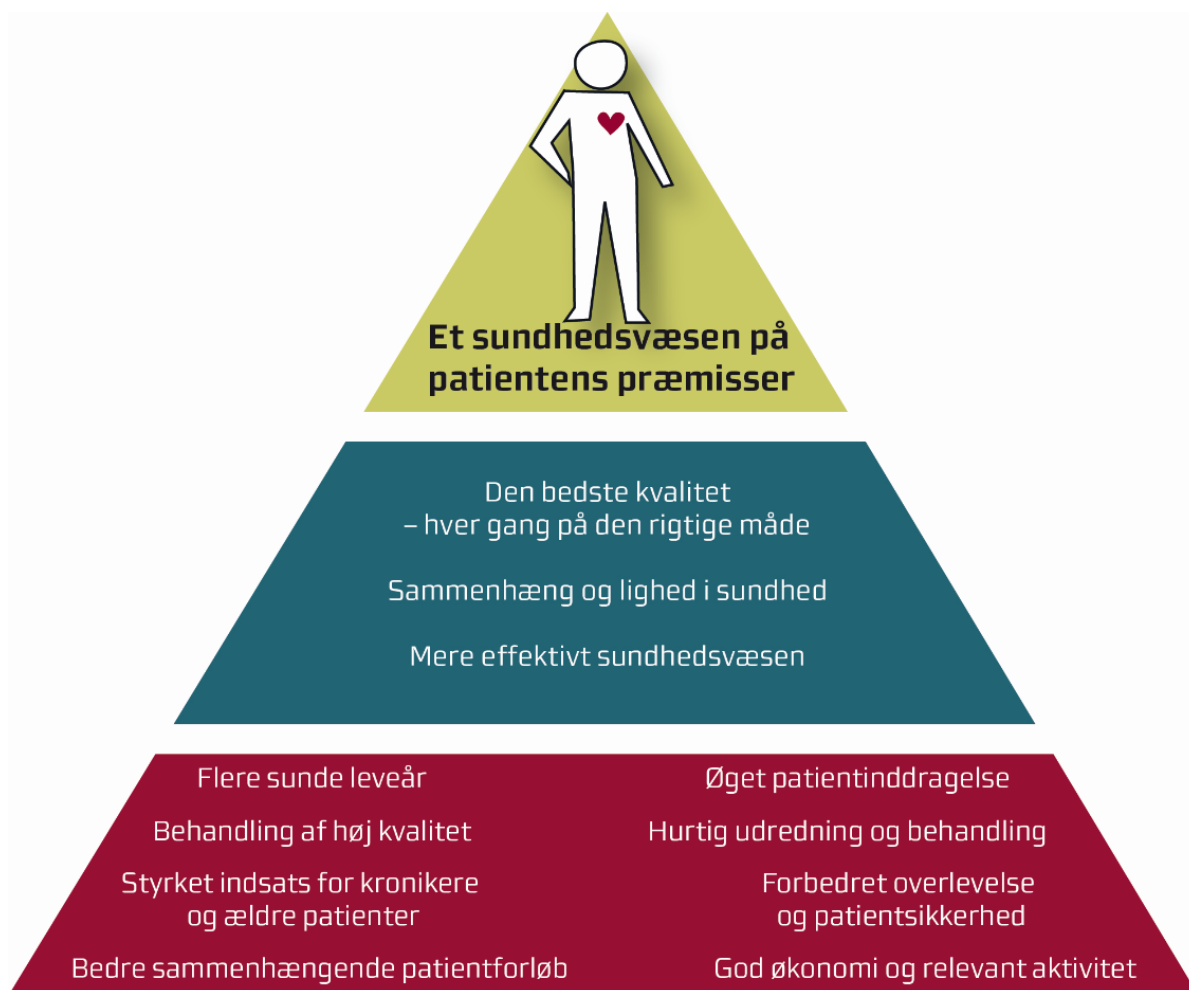 Et sundhedsvæsen på
patientens præmisser
Den bedste kvalitet
– hver gang på den rigtige måde
Sammenhæng og lighed i sundhed
Mere effektivt sundhedsvæsen
Flere sunde leveår
Behandling af høj kvalitet
Styrket indsats for kronikere
og ældre patienter
Bedre sammenhængende patientforløb
Øget patientinddragelse
Hurtig udredning og behandling
Forbedret overlevelse
og patientsikkerhed
God økonomi og relevant aktivitet